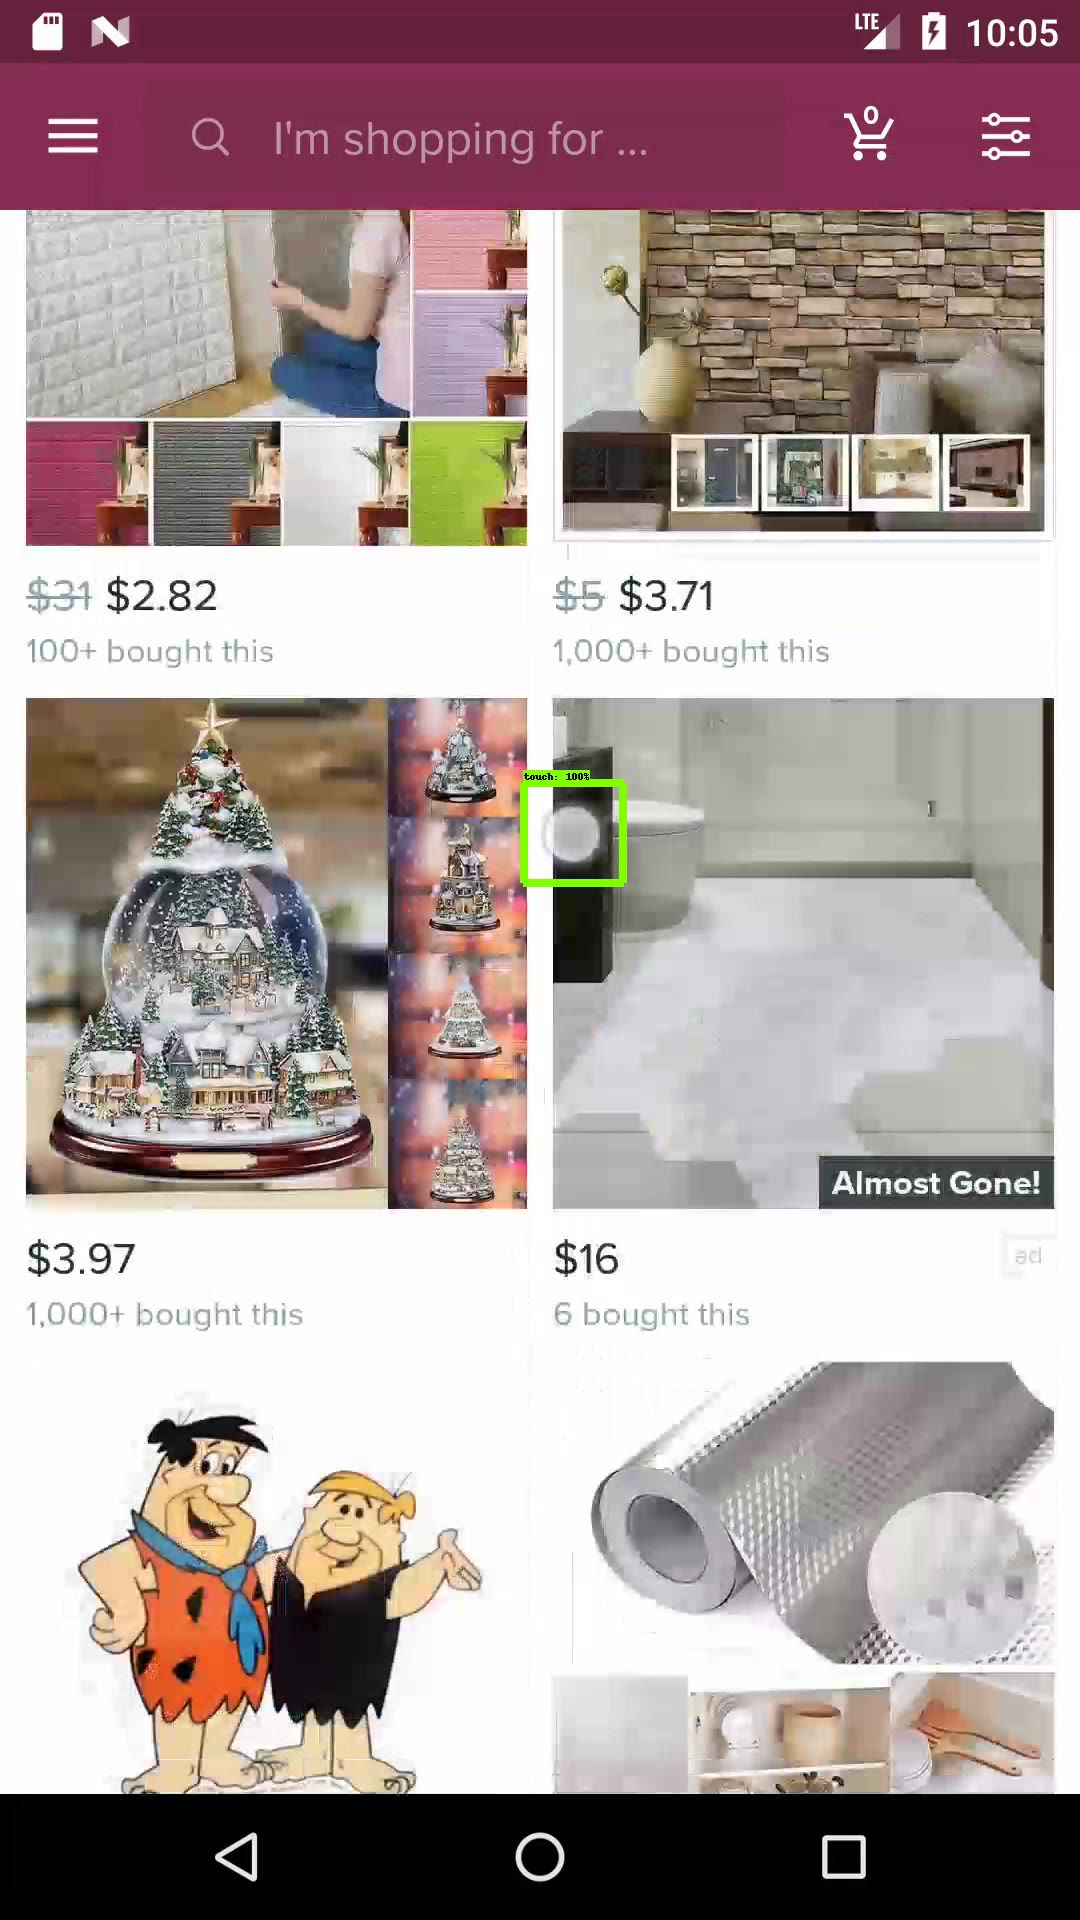 LTE 10:05
I'm shopping for ...
0
$31 $2.82
$5 $3.71
100+ bought this
1,000+ bought this
touch: 100%
Almost Gone!
$3.97
$16
ad
1,000+ bought this
6 bought this